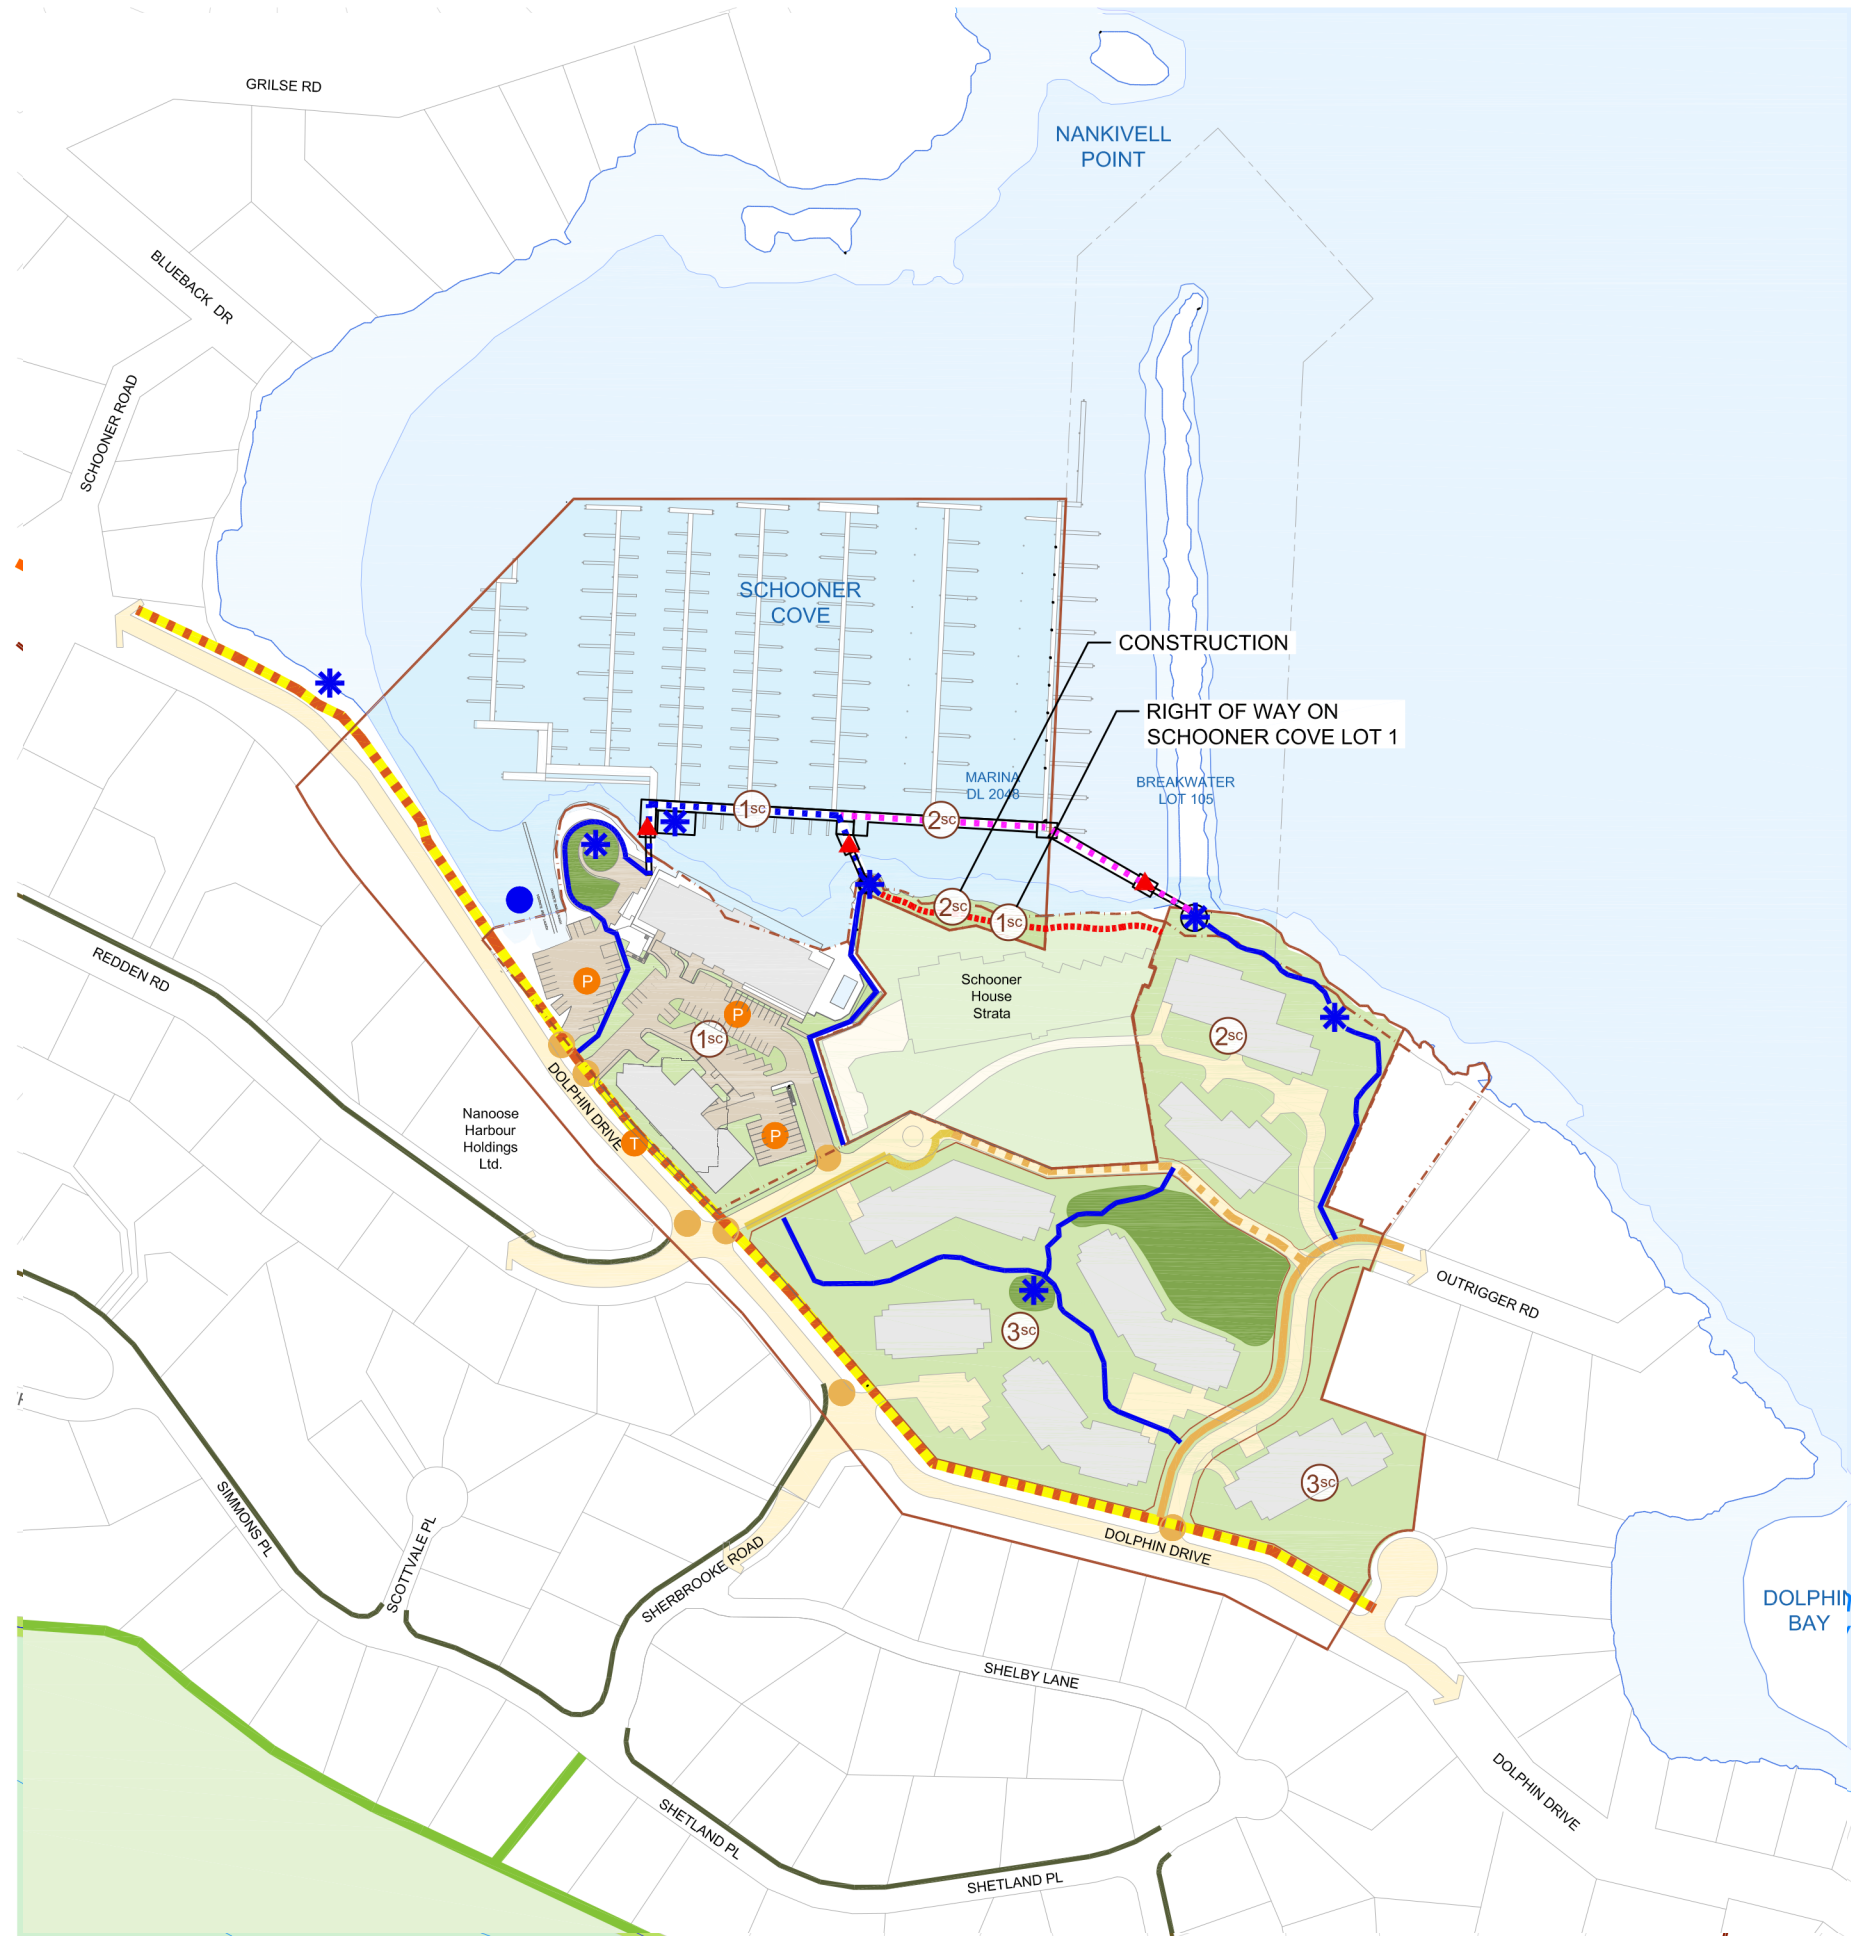 GRILSE RD
NANKIVELL
POINT
BLUEBACK DR
SCHOONER ROAD
SCHOONER
COVE
CONSTRUCTION
RIGHT OF WAY ON
SCHOONER COVE LOT 1
MARINA
DL 2048
BREAKWATER
LOT 105
1sc
2sc
2sc
1sc
REDDEN RD
P
P
1sc
Schooner
House
Strata
2sc
DOLPHIN DRIVE
Nanoose
Harbour
Holdings
Ltd.
T
P
OUTRIGGER RD
3sc
3sc
SIMMONS PL
SCOTTVALE PL
SHERBROOKE ROAD
DOLPHIN DRIVE
DOLPHIN
BAY
SHELBY LANE
DOLPHIN DRIVE
SHETLAND PL
SHETLAND PL